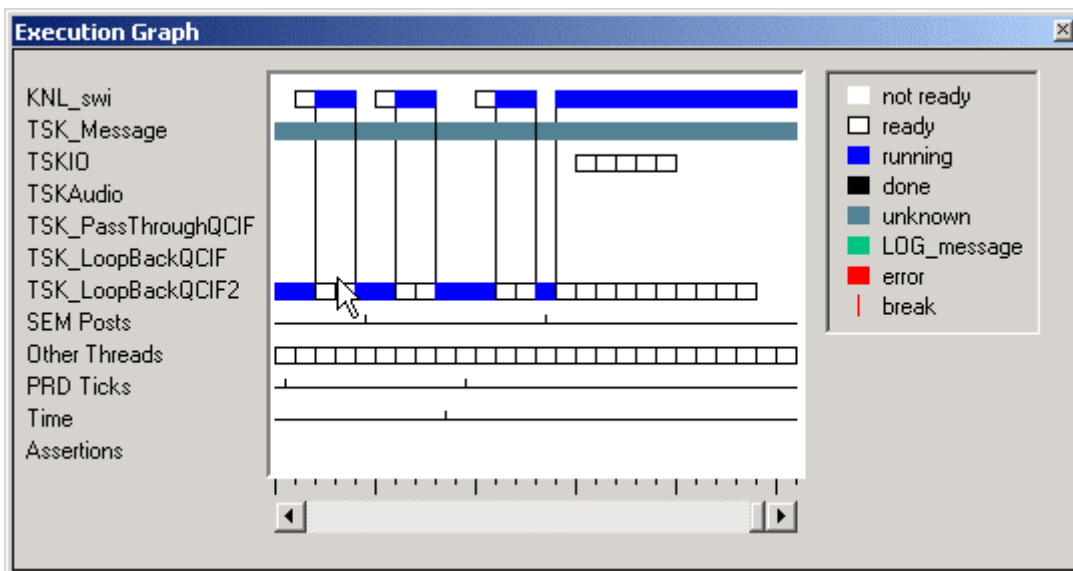 Execution Graph
KNL_swi
TSK_Message
TSKIO
TSKAudio
TSK_PassThroughQCIF
TSK_LoopBackQCIF
TSK_LoopBackQCIF2
SEM Posts
Other Threads
PRD Ticks
Time
Assertions
not ready
ready
running
done
unknown
LOG_message
error
break